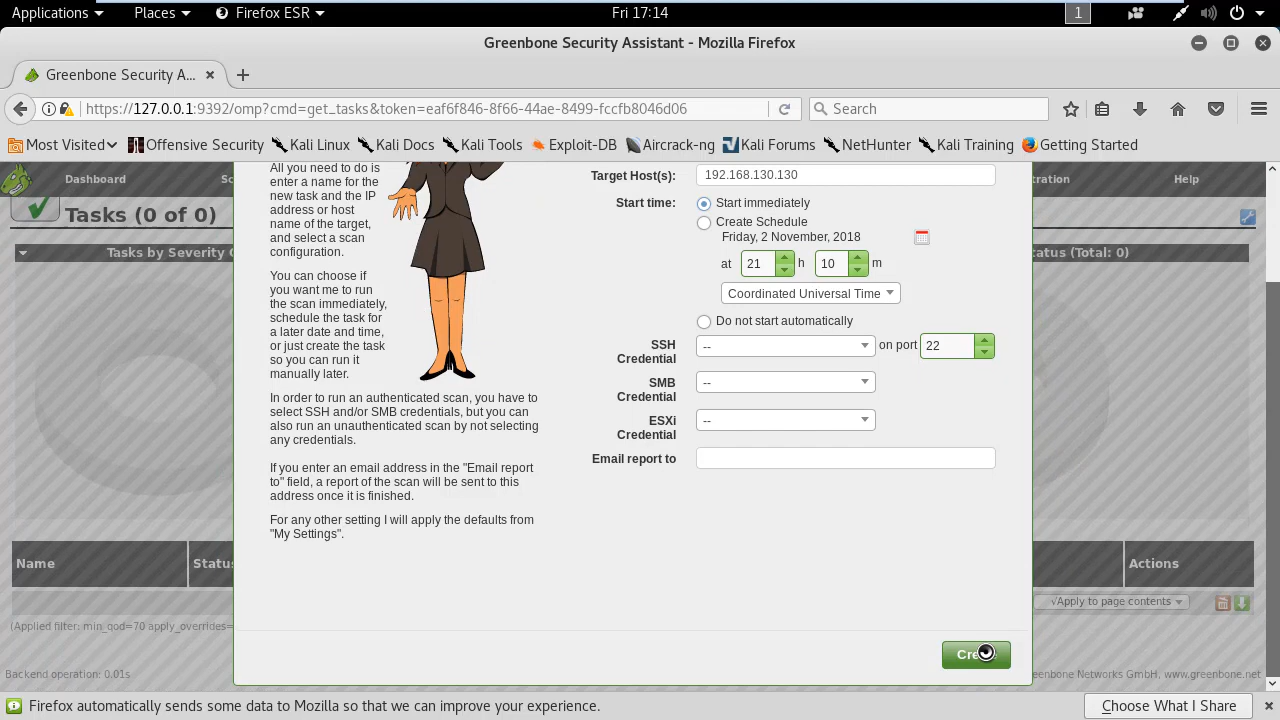 Applications Places Firefox ESR Fri 17:14 1
Greenbone Security Assistant - Mozilla Firefox
Greenbone Security A...
https://127.0.0.1:9392/omp?cmd=get_tasks&token=eaf6f846-8f66-44ae-8499-fccfb8046d06 Search
Most Visited Offensive Security Kali Linux Kali Docs Kali Tools Exploit-DB Aircrack-ng Kali Forums NetHunter Kali Training Getting Started
Dashboard Sc ration Help
Tasks (0 of 0)
Tasks by Severity C tatus (Total: 0)
All you need to do is
enter a name for the
new task and the IP
address or host
name of the target,
and select a scan
configuration.
You can choose if
you want me to run
the scan immediately,
schedule the task for
a later date and time,
or just create the task
so you can run it
manually later.
In order to run an authenticated scan, you have to
select SSH and/or SMB credentials, but you can
also run an unauthenticated scan by not selecting
any credentials.
If you enter an email address in the "Email report
to" field, a report of the scan will be sent to this
address once it is finished.
For any other setting I will apply the defaults from
"My Settings".
Target Host(s): 192.168.130.130
Start time: Start immediately
Create Schedule
Friday, 2 November, 2018
at 21 h 10 m
Coordinated Universal Time
Do not start automatically
SSH Credential -- on port 22
SMB Credential --
ESXi Credential --
Email report to
Name Status Actions
√Apply to page contents
(Applied filter: min_qod=70 apply_overrides=
Backend operation: 0.01s eenbone Networks GmbH, www.greenbone.net
Firefox automatically sends some data to Mozilla so that we can improve your experience. Choose What I Share